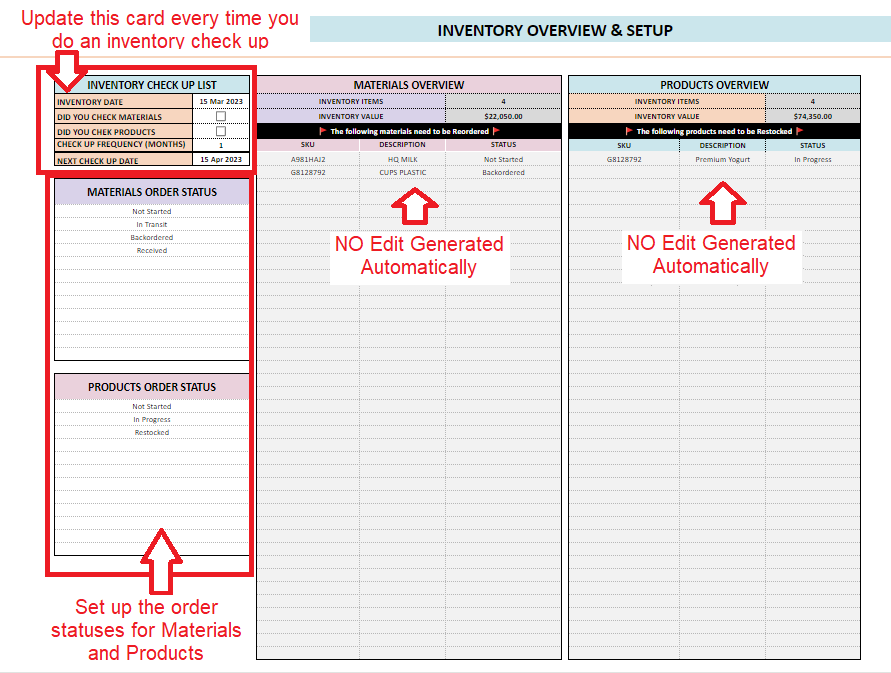 Update this card every time you
do an inventory check up
INVENTORY OVERVIEW & SETUP
INVENTORY CHECK UP LIST
INVENTORY DATE 15 Mar 2023
DID YOU CHECK MATERIALS
DID YOU CHEK PRODUCTS
CHECK UP FREQUENCY (MONTHS) 1
NEXT CHECK UP DATE 15 Apr 2023
MATERIALS ORDER STATUS
Not Started
In Transit
Backordered
Received
PRODUCTS ORDER STATUS
Not Started
In Progress
Restocked
Set up the order
statuses for Materials
and Products
MATERIALS OVERVIEW
INVENTORY ITEMS 4
INVENTORY VALUE $22,050.00
The following materials need to be Reordered
SKU DESCRIPTION STATUS
A981HAJ2 HQ MILK Not Started
G8128792 CUPS PLASTIC Backordered
NO Edit Generated
Automatically
PRODUCTS OVERVIEW
INVENTORY ITEMS 4
INVENTORY VALUE $74,350.00
The following products need to be Restocked
SKU DESCRIPTION STATUS
G8128792 Premium Yogurt In Progress
NO Edit Generated
Automatically